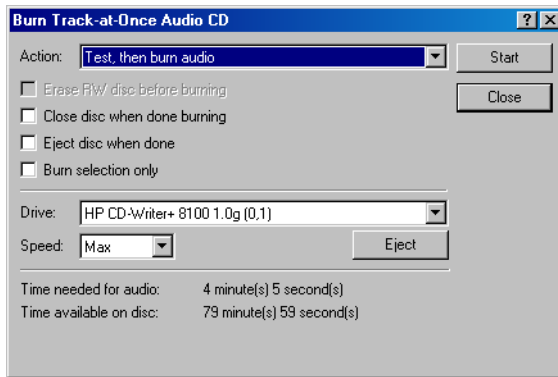 Burn Track-at-Once Audio CD
Action: Test, then burn audio Start
Erase RW disc before burning Close
Close disc when done burning
Eject disc when done
Burn selection only
Drive: HP CD-Writer+ 8100 1.0g (0,1)
Speed: Max Eject
Time needed for audio: 4 minute(s) 5 second(s)
Time available on disc: 79 minute(s) 59 second(s)